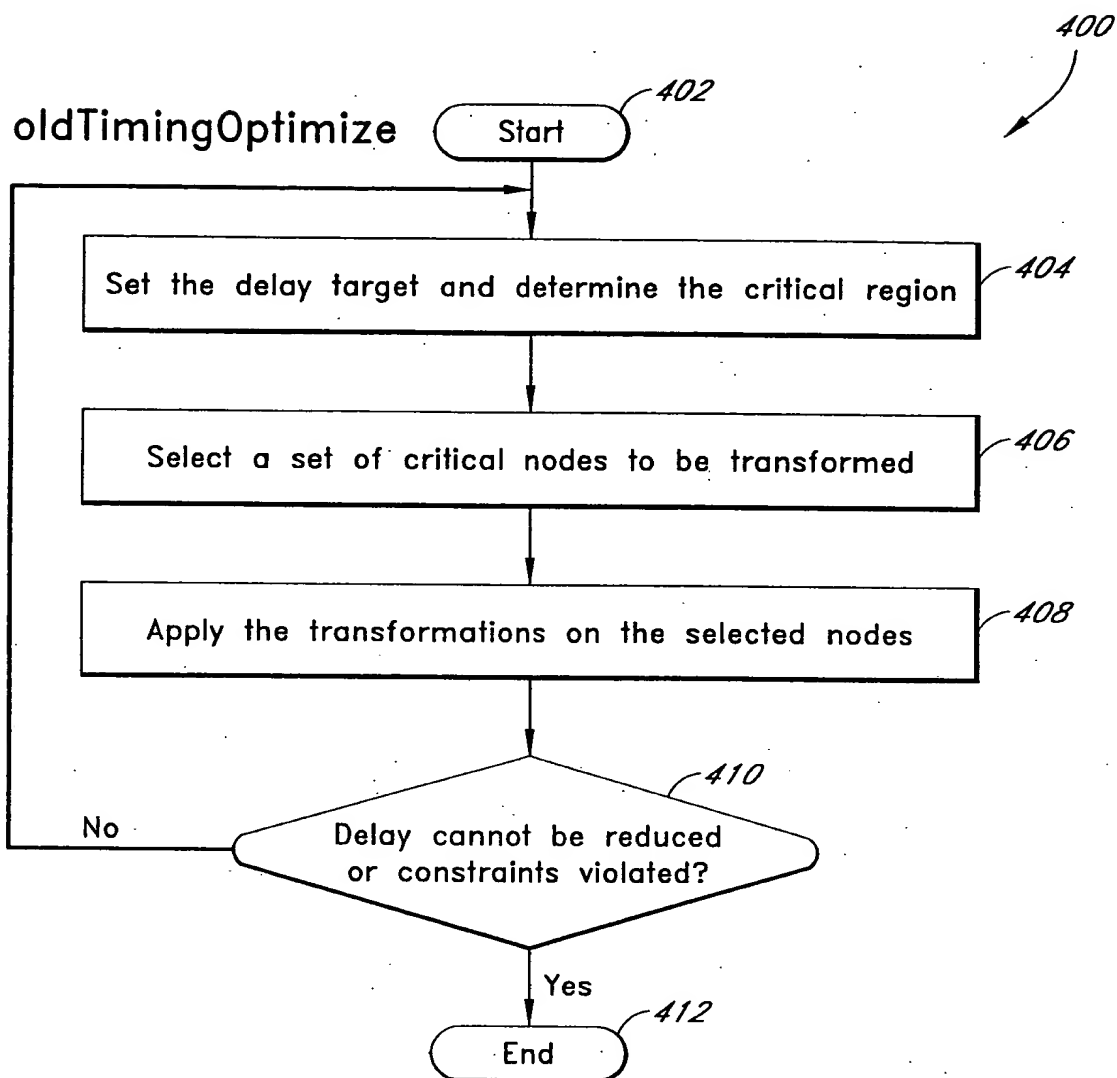 400
402
oldTimingOptimize
Start
Set the delay target and determine the critical region
404
Select a set of critical nodes to be transformed
406
Apply the transformations on the selected nodes
408
410
No
Delay cannot be reduced
or constraints violated?
Yes
412
End